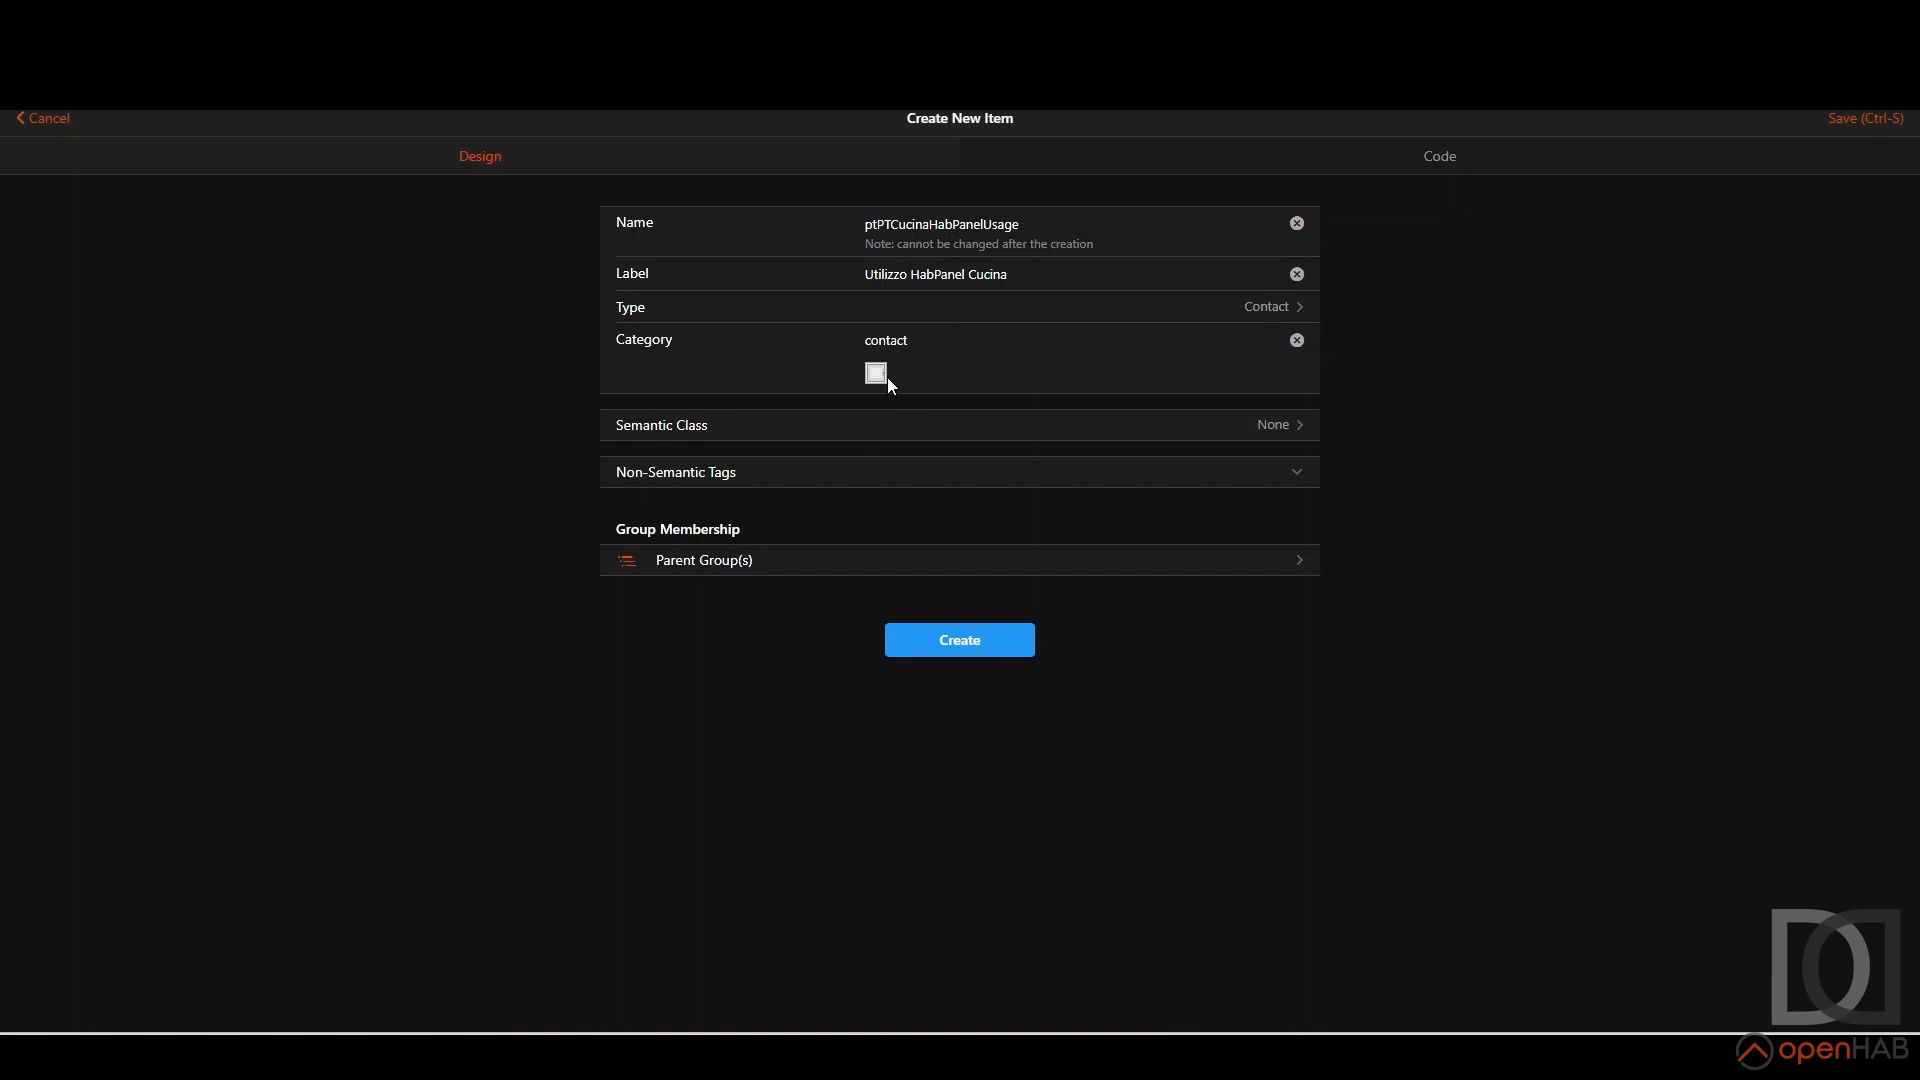 Cancel
Create New Item
Save (Ctrl-S)
Design
Code
Name
ptPTCucinaHabPanelUsage
Note: cannot be changed after the creation
Label
Utilizzo HabPanel Cucina
Type
Contact
Category
contact
Semantic Class
None
Non-Semantic Tags
Group Membership
Parent Group(s)
Create
openHAB